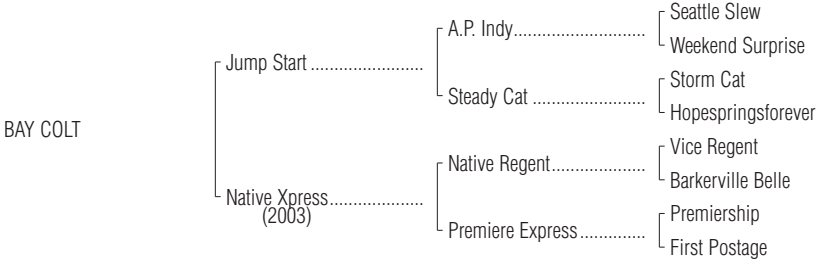 Seattle Slew
A.P. Indy..............................
Weekend Surprise
Jump Start ........................
Storm Cat
Steady Cat ........................
Hopespringsforever
BAY COLT
Vice Regent
Native Regent....................
Barkerville Belle
Native Xpress....................
(2003)
Premiership
Premiere Express..............
First Postage